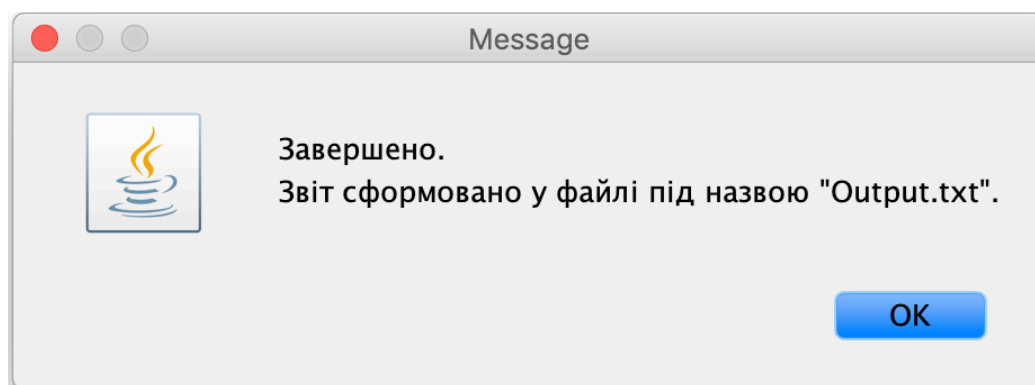 Message
Завершено.
Звіт сформовано у файлі під назвою "Output.txt".
OK